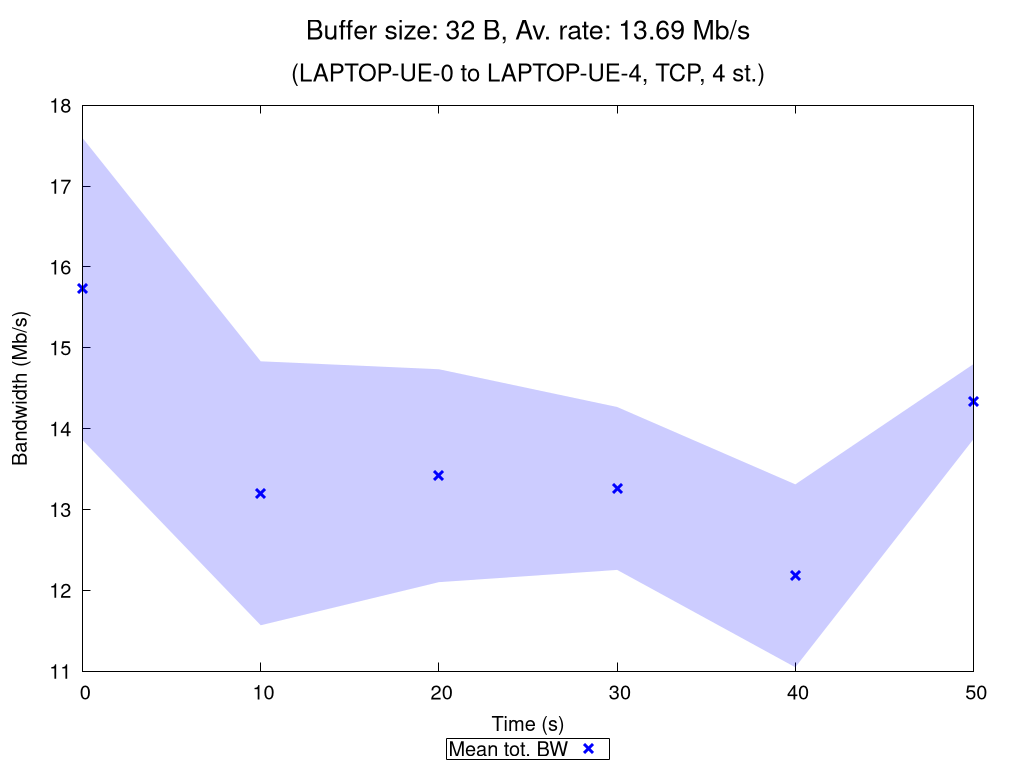 Buffer size: 32 B, Av. rate: 13.69 Mb/s
(LAPTOP-UE-0 to LAPTOP-UE-4, TCP, 4 st.)
18
17
16
15
14
13
12
11
Bandwidth (Mb/s)
0 10 20 30 40 50
Time (s)
Mean tot. BW